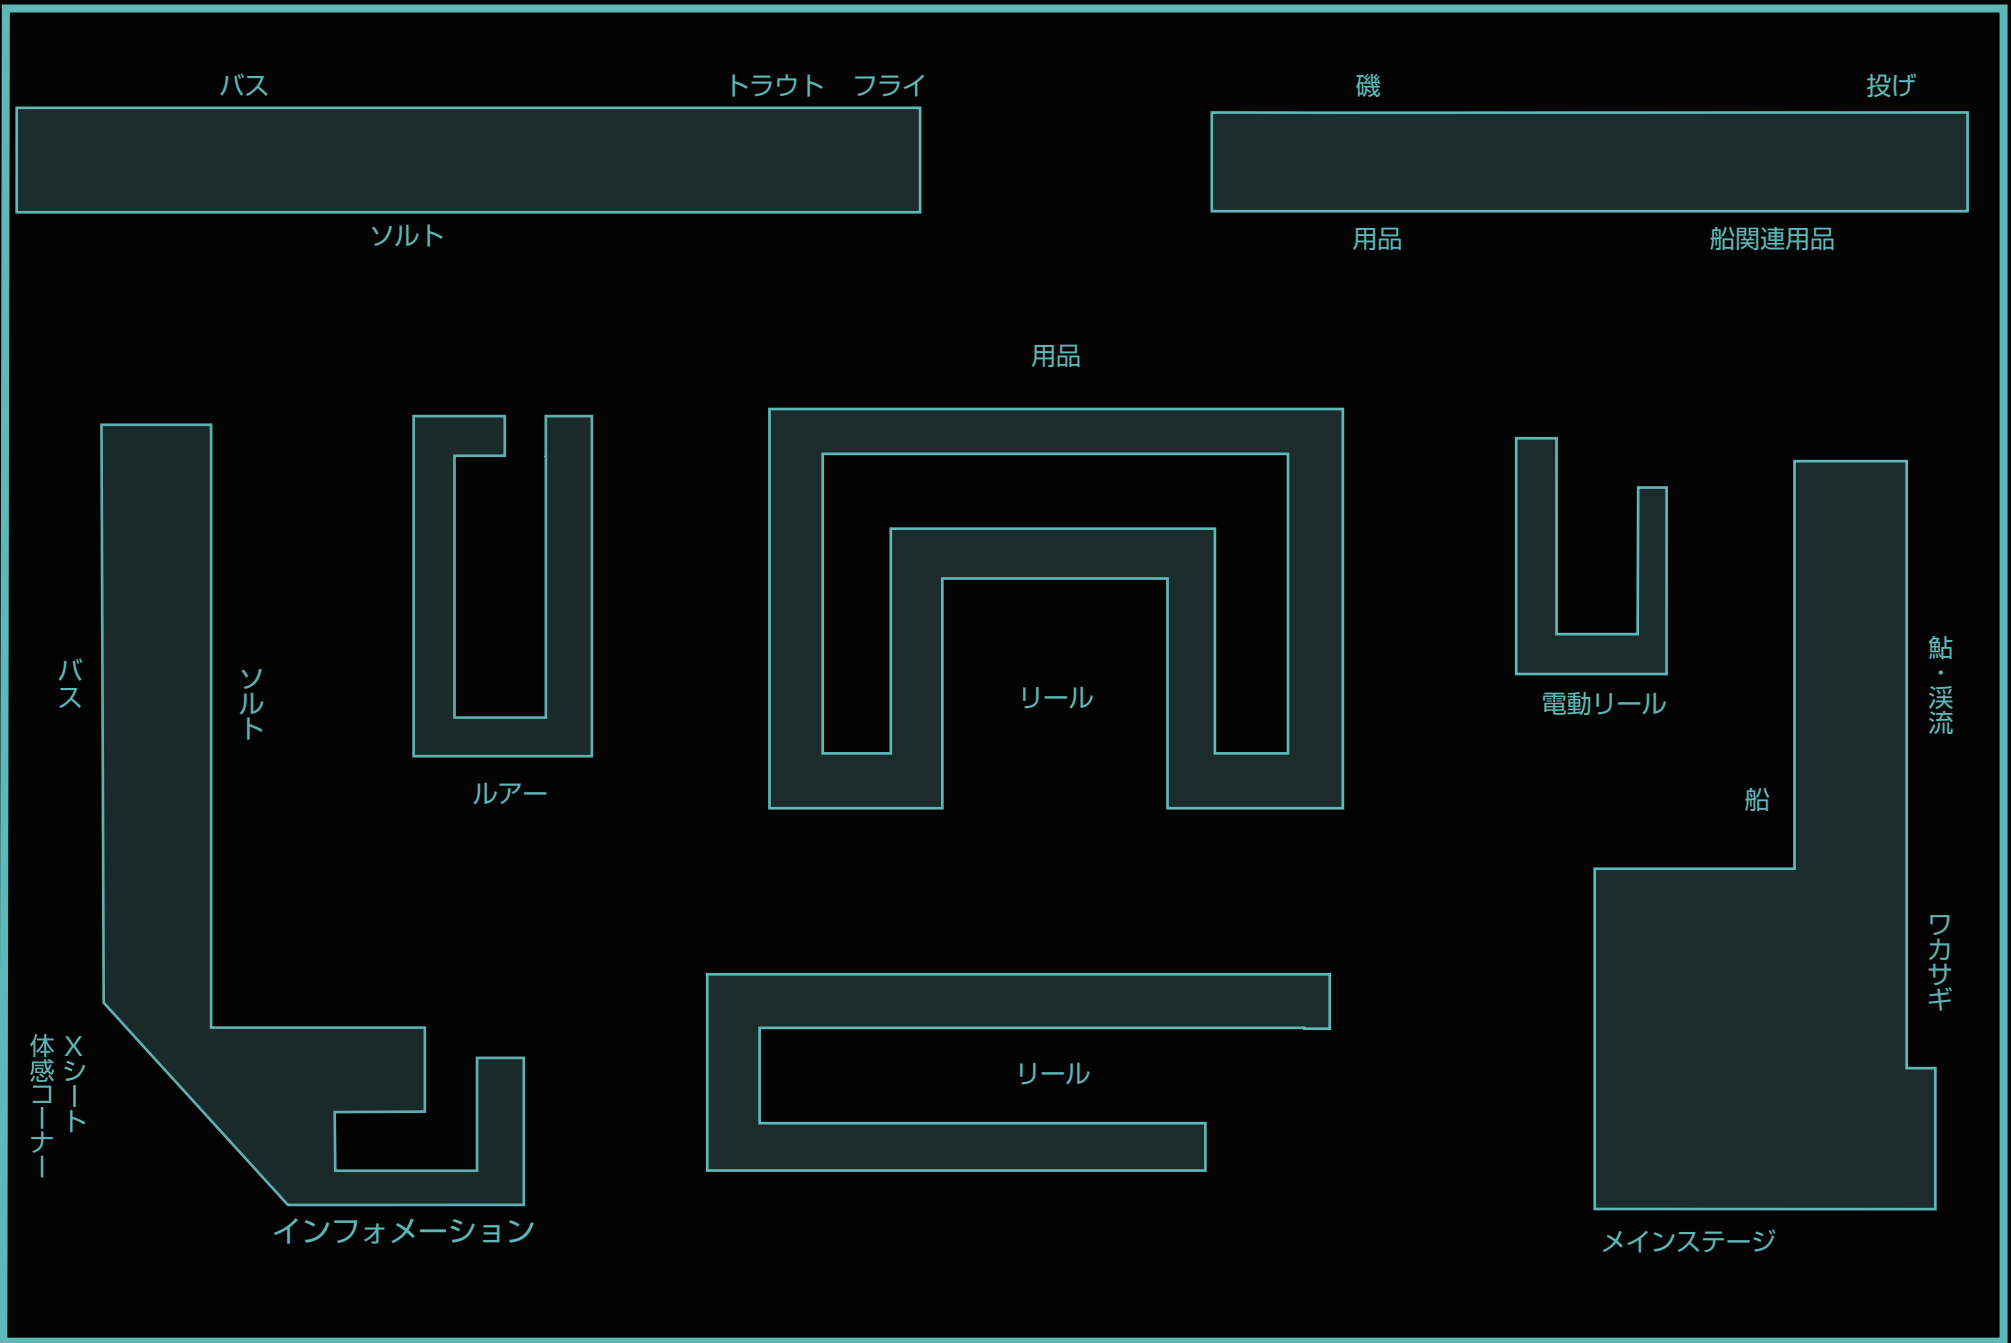 バス
トラウト
フライ
磯
投げ
ソルト
用品
船関連用品
用品
バス
ソルト
ルアー
リール
電動リール
鮎・渓流
船
ワカサギ
Xシート
体感コーナー
リール
インフォメーション
メインステージ